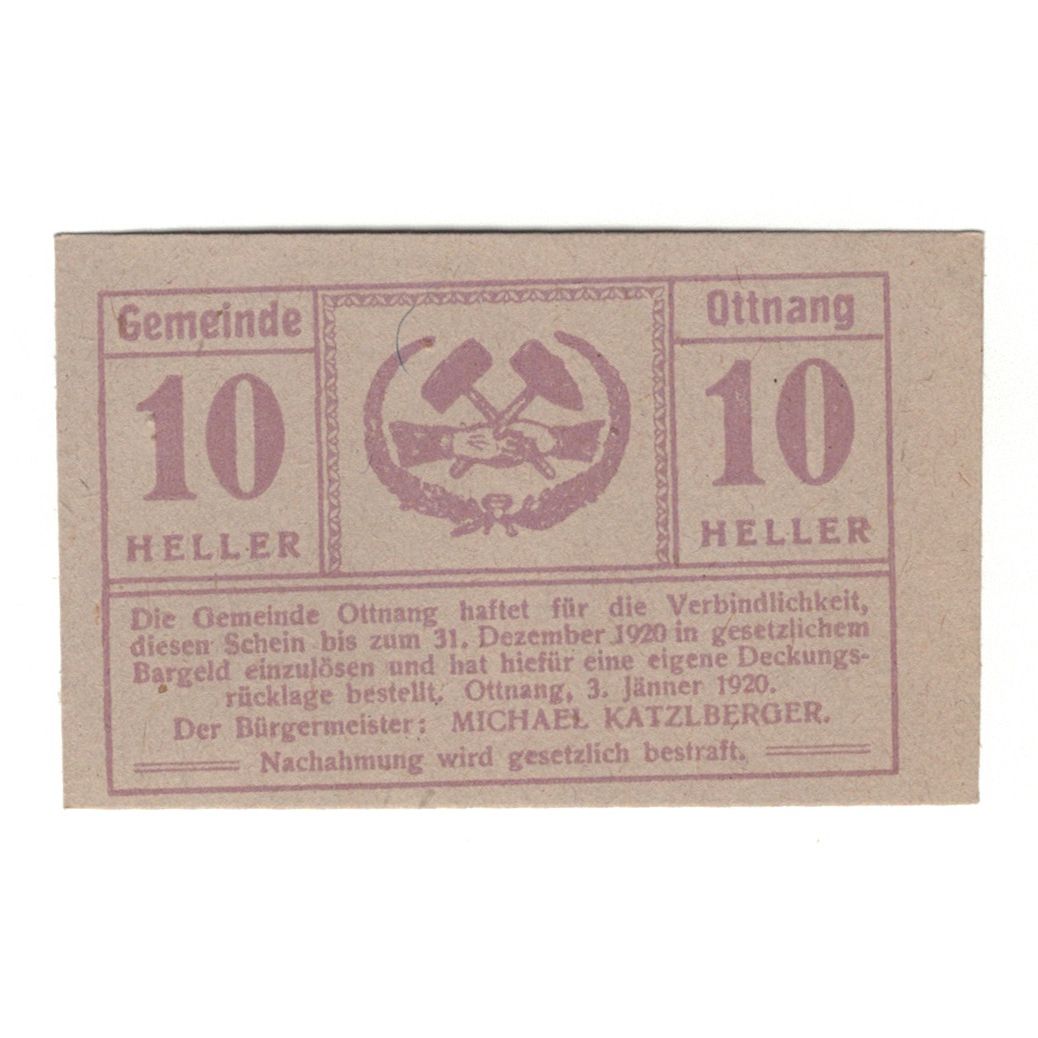 Gemeinde
Ottnang
10
10
HELLER
HELLER
Die Gemeinde Ottnang haftet für die Verbindlichkeit,
diesen Schein bis zum 31. Dezember 1920 in gesetzlichem
Bargeld einzulösen und hat hiefür eine eigene Deckungs-
rücklage bestellt. Ottnang, 3. Jänner 1920.
Der Bürgermeister: MICHAEL KATZLBERGER.
Nachahmung wird gesetzlich bestraft.